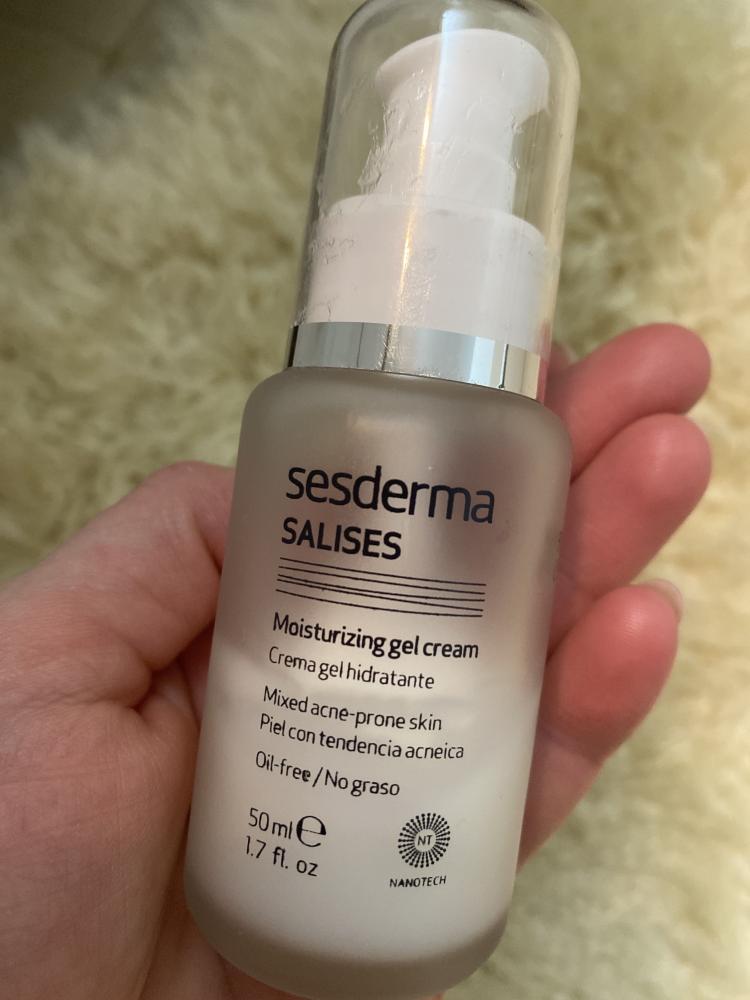 sesderma
SALISES
Moisturizing gel cream
Crema gel hidratante
Mixed acne-prone skin
Piel con tendencia acneica
Oil-free / No graso
50 ml e
1.7 fl. oz
NT
NANOTECH